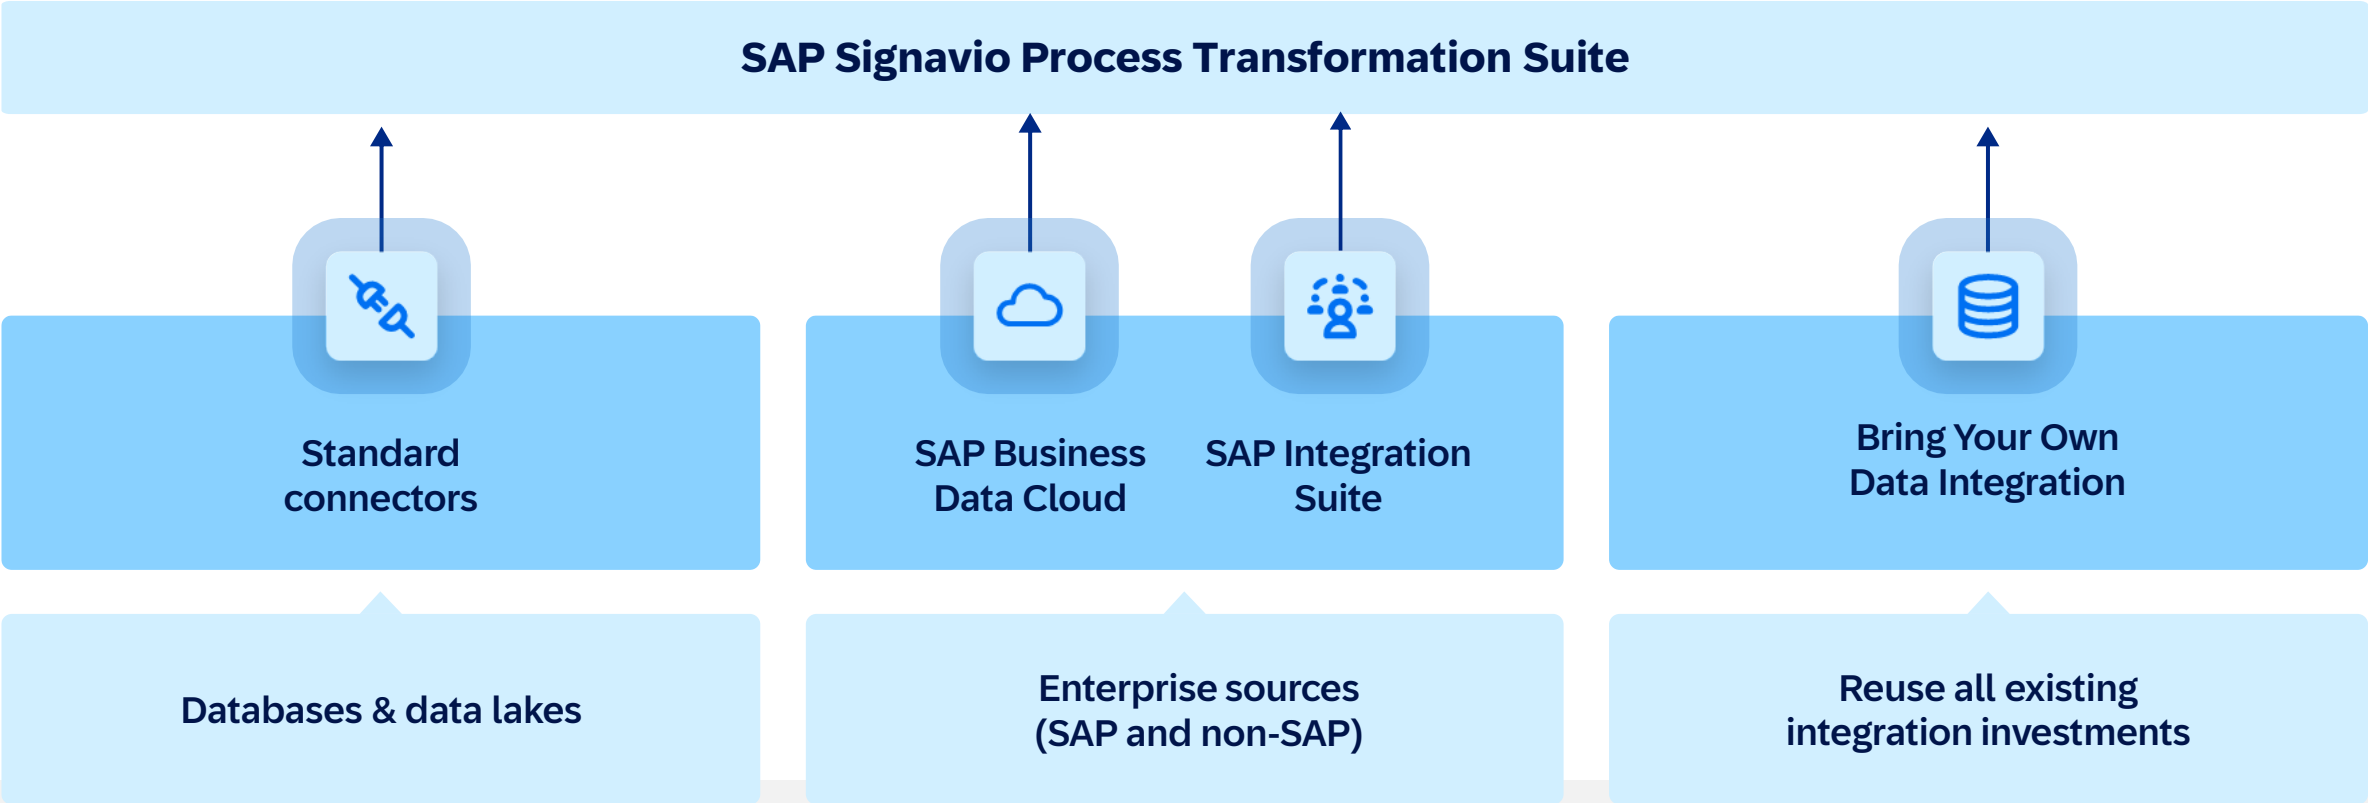 SAP Signavio Process Transformation Suite
Standard
connectors
SAP Business
Data Cloud
SAP Integration
Suite
Bring Your Own
Data Integration
Databases & data lakes
Enterprise sources
(SAP and non-SAP)
Reuse all existing
integration investments